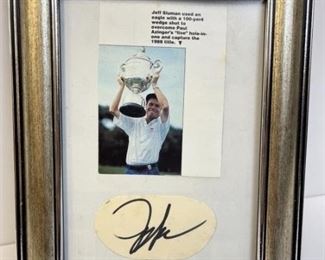 Jeff Sluman used an
eagle with a 100-yard
wedge shot to
overcome Paul
Azinger's "live" hole-in-
one and capture the
1988 title.